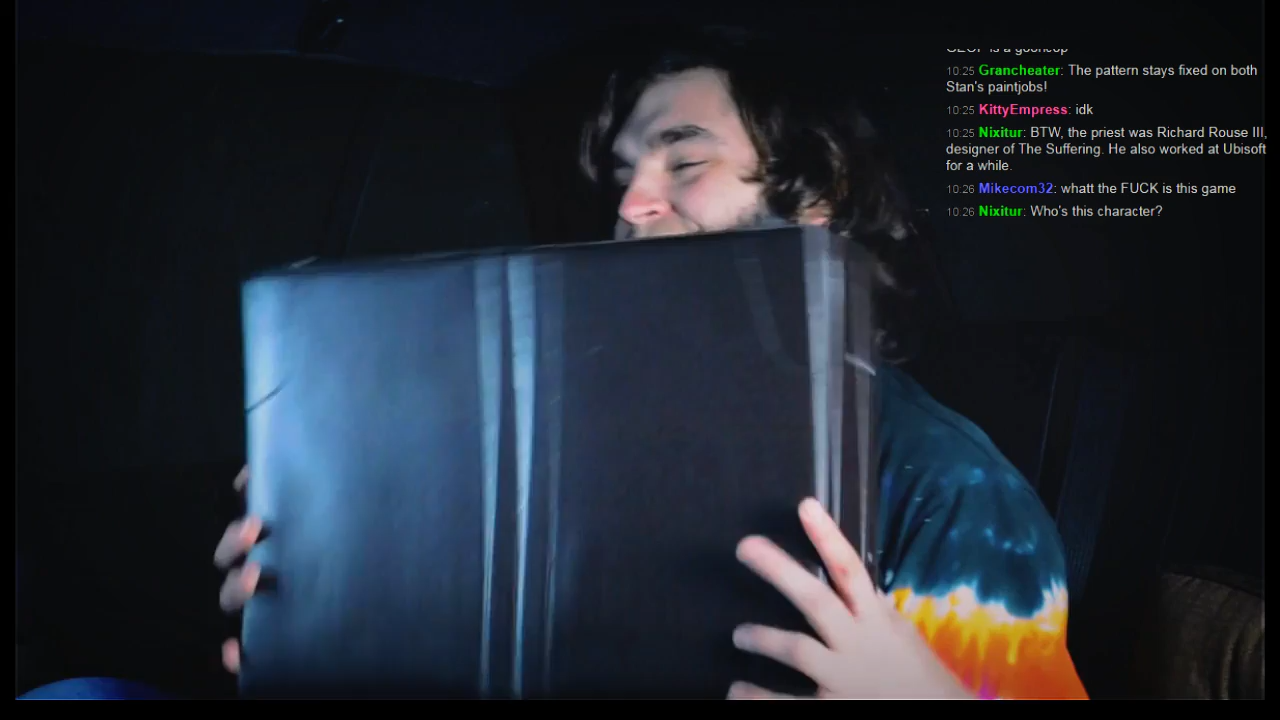 10:25 Grancheater: The pattern stays fixed on both
Stan's paintjobs!
10:25 KittyEmpress: idk
10:25 Nixitur: BTW, the priest was Richard Rouse III,
designer of The Suffering. He also worked at Ubisoft
for a while.
10:26 Mikecom32: whatt the FUCK is this game
10:26 Nixitur: Who's this character?